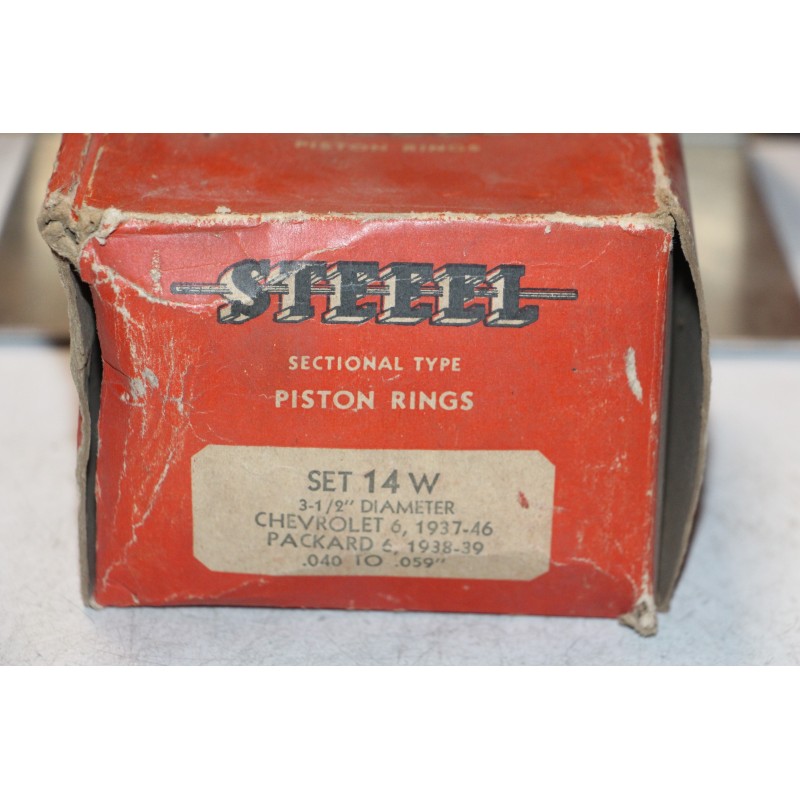 PISTON RINGS
STEEEL
SECTIONAL TYPE
PISTON RINGS
SET 14 W
3-1/2" DIAMETER
CHEVROLET 6, 1937-46
PACKARD 6, 1938-39
.040 TO .059"